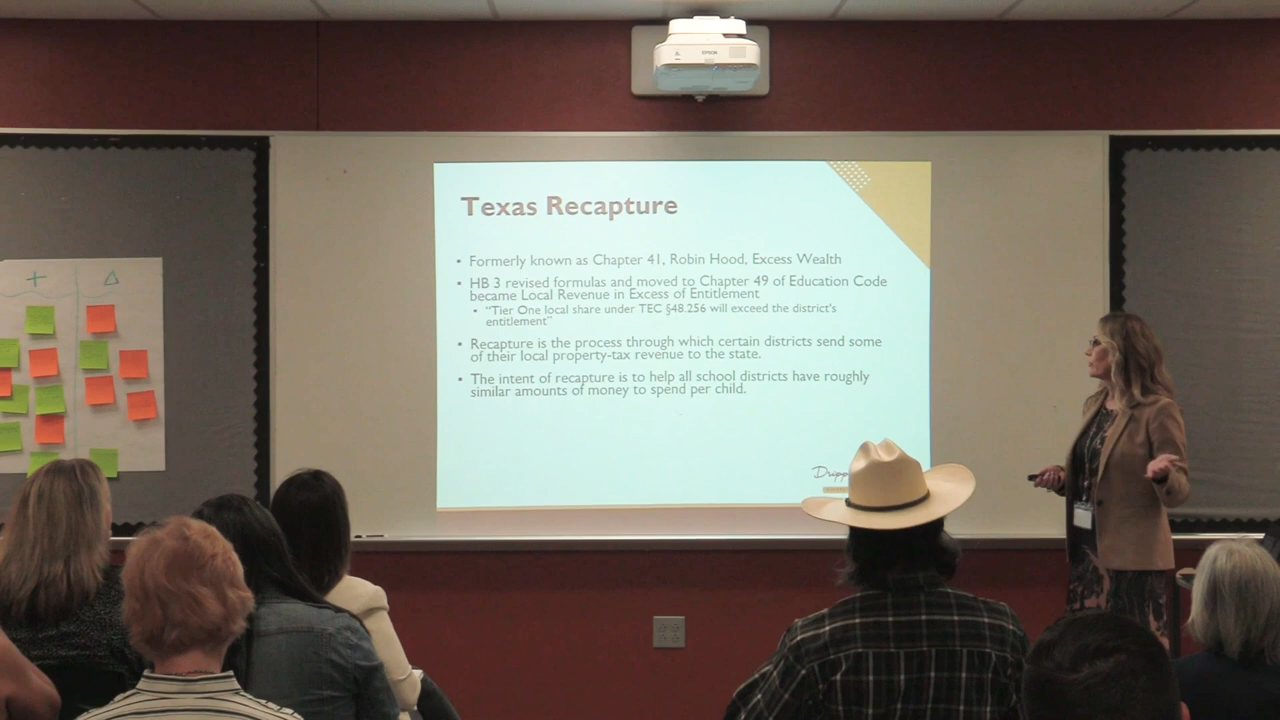 EPSON
Texas Recapture
• Formerly known as Chapter 41, Robin Hood, Excess Wealth
• HB 3 revised formulas and moved to Chapter 49 of Education Code
became Local Revenue in Excess of Entitlement
• "Tier One local share under TEC §48.256 will exceed the district's
entitlement"
• Recapture is the process through which certain districts send some
of their local property-tax revenue to the state.
• The intent of recapture is to help all school districts have roughly
similar amounts of money to spend per child.
+ Δ